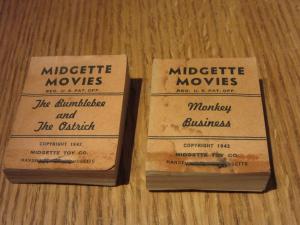 MIDGETTE
MOVIES
REG. U.S. PAT. OFF.
The Bumblebee
and
The Ostrich
COPYRIGHT 1942
MIDGETTE TOY CO.
MIDGETTE
MOVIES
REG. U.S. PAT. OFF.
Monkey
Business
COPYRIGHT 1942
MIDGETTE TOY CO.